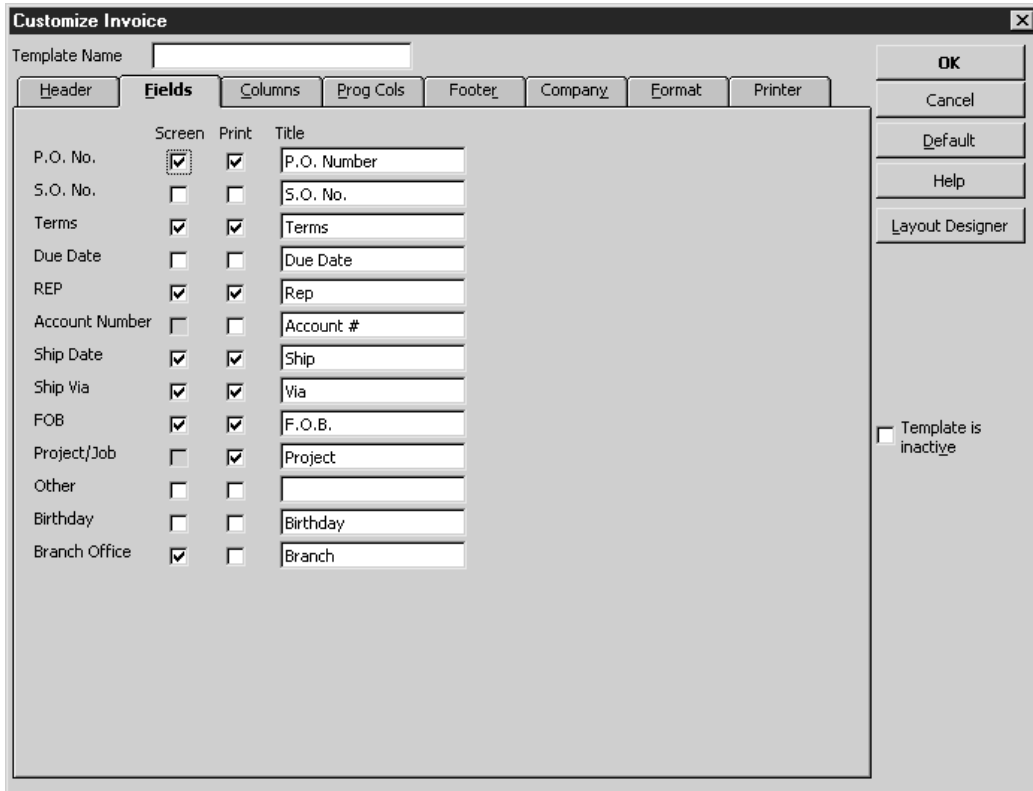 Customize Invoice
Template Name
OK
Header Fields Columns Prog Cols Footer Company Format Printer
Cancel
Screen Print Title
Default
P.O. No. P.O. Number
Help
S.O. No. S.O. No.
Terms Terms
Layout Designer
Due Date Due Date
REP Rep
Account Number Account #
Ship Date Ship
Ship Via Via
FOB F.O.B.
Template is
inactive
Project/Job Project
Other
Birthday Birthday
Branch Office Branch